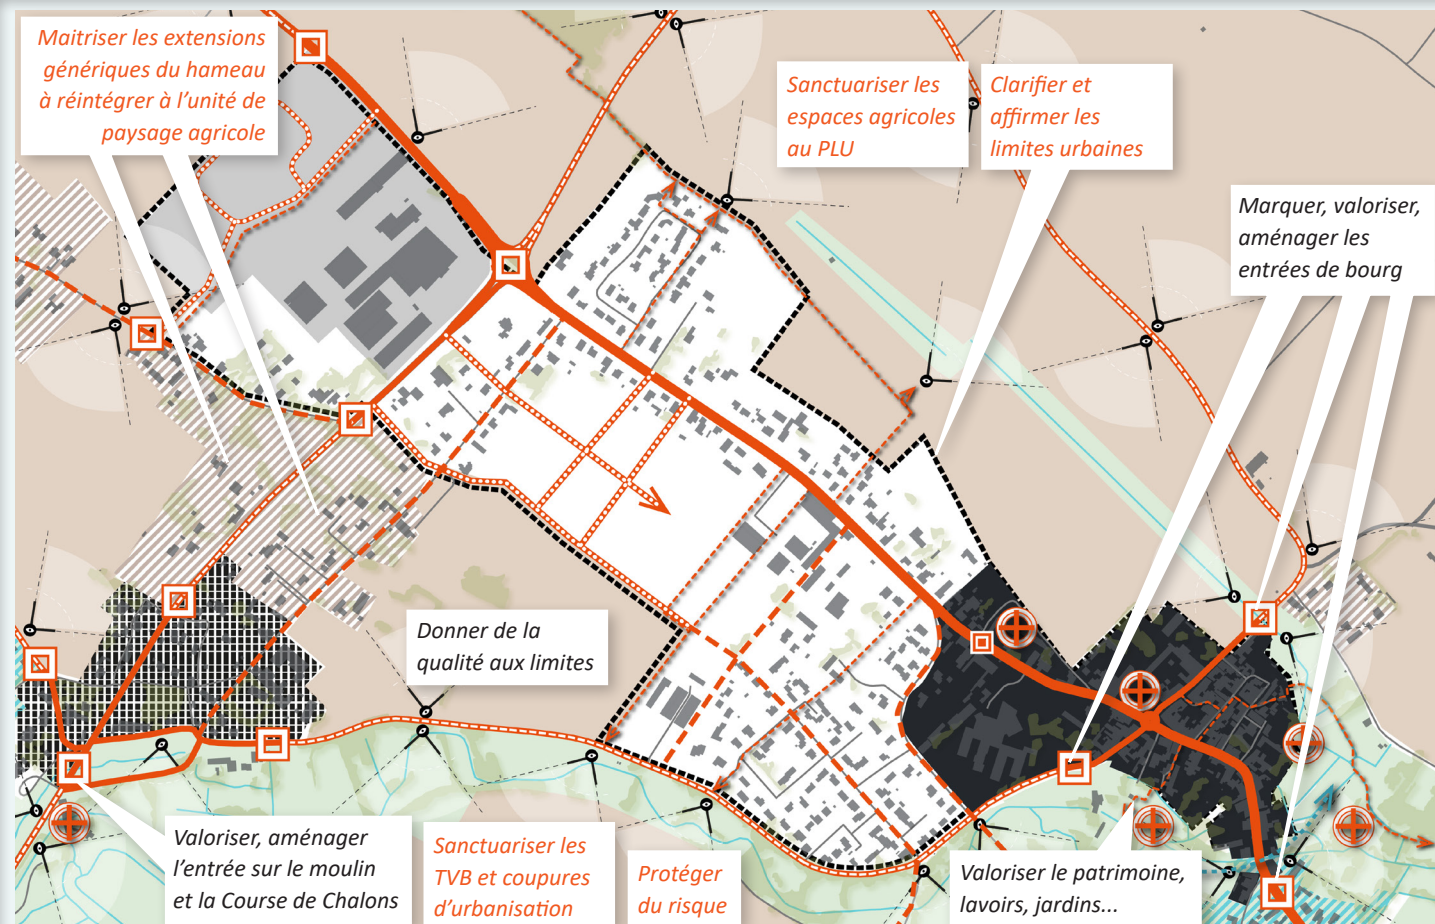 Maitriser les extensions
génériques du hameau
à réintégrer à l’unité de
paysage agricole
Sanctuariser les
espaces agricoles
au PLU
Clarifier et
affirmer les
limites urbaines
Marquer, valoriser,
aménager les
entrées de bourg
Donner de la
qualité aux limites
Valoriser, aménager
l’entrée sur le moulin
et la Course de Chalons
Sanctuariser les
TVB et coupures
d’urbanisation
Protéger
du risque
Valoriser le patrimoine,
lavoirs, jardins...